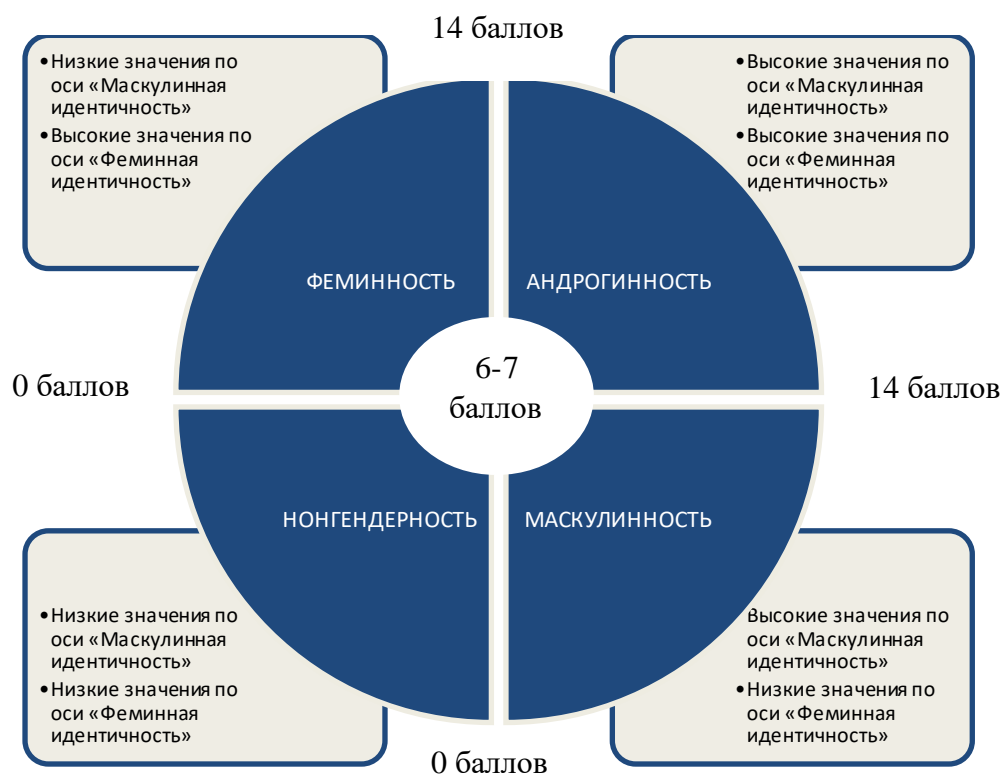 14 баллов
•Низкие значения по
оси «Маскулинная
идентичность»
•Высокие значения по
оси «Феминная
идентичность»
•Высокие значения по
оси «Маскулинная
идентичность»
•Высокие значения по
оси «Феминная
идентичность»
ФЕМИННОСТЬ
АНДРОГИННОСТЬ
0 баллов
6-7
баллов
14 баллов
НОНГЕНДЕРНОСТЬ
МАСКУЛИННОСТЬ
•Низкие значения по
оси «Маскулинная
идентичность»
•Низкие значения по
оси «Феминная
идентичность»
Высокие значения по
оси «Маскулинная
идентичность»
•Низкие значения по
оси «Феминная
идентичность»
0 баллов